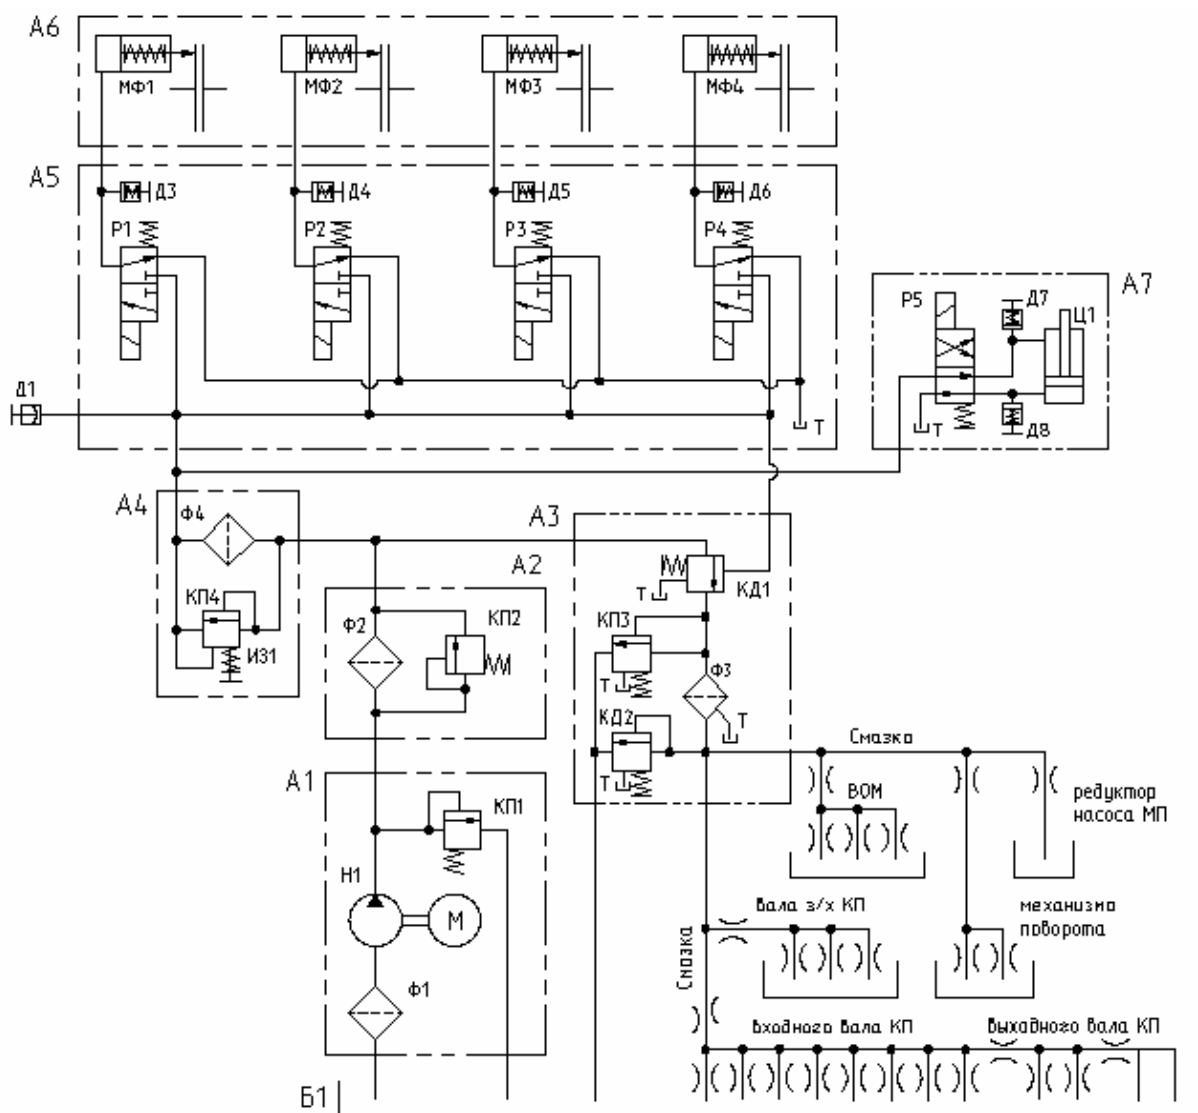 А6
МФ1 МФ2 МФ3 МФ4
А5
Д3 Д4 Д5 Д6
Р1 Р2 Р3 Р4
А7
Р5 Д7
Ц1
Д1
Т
Т Д8
А4
Ф4
А3
А2
КП4
ИЗ1
Ф2 КП2
Т КД1
КП3
Т Ф3
КД2 Т
Т
Смазка
ВОМ
редуктор
насоса МП
А1
КП1
Н1
М
Вала з/х КП
механизма
поворота
Смазка
Ф1
входного вала КП
выходного вала КП
Б1